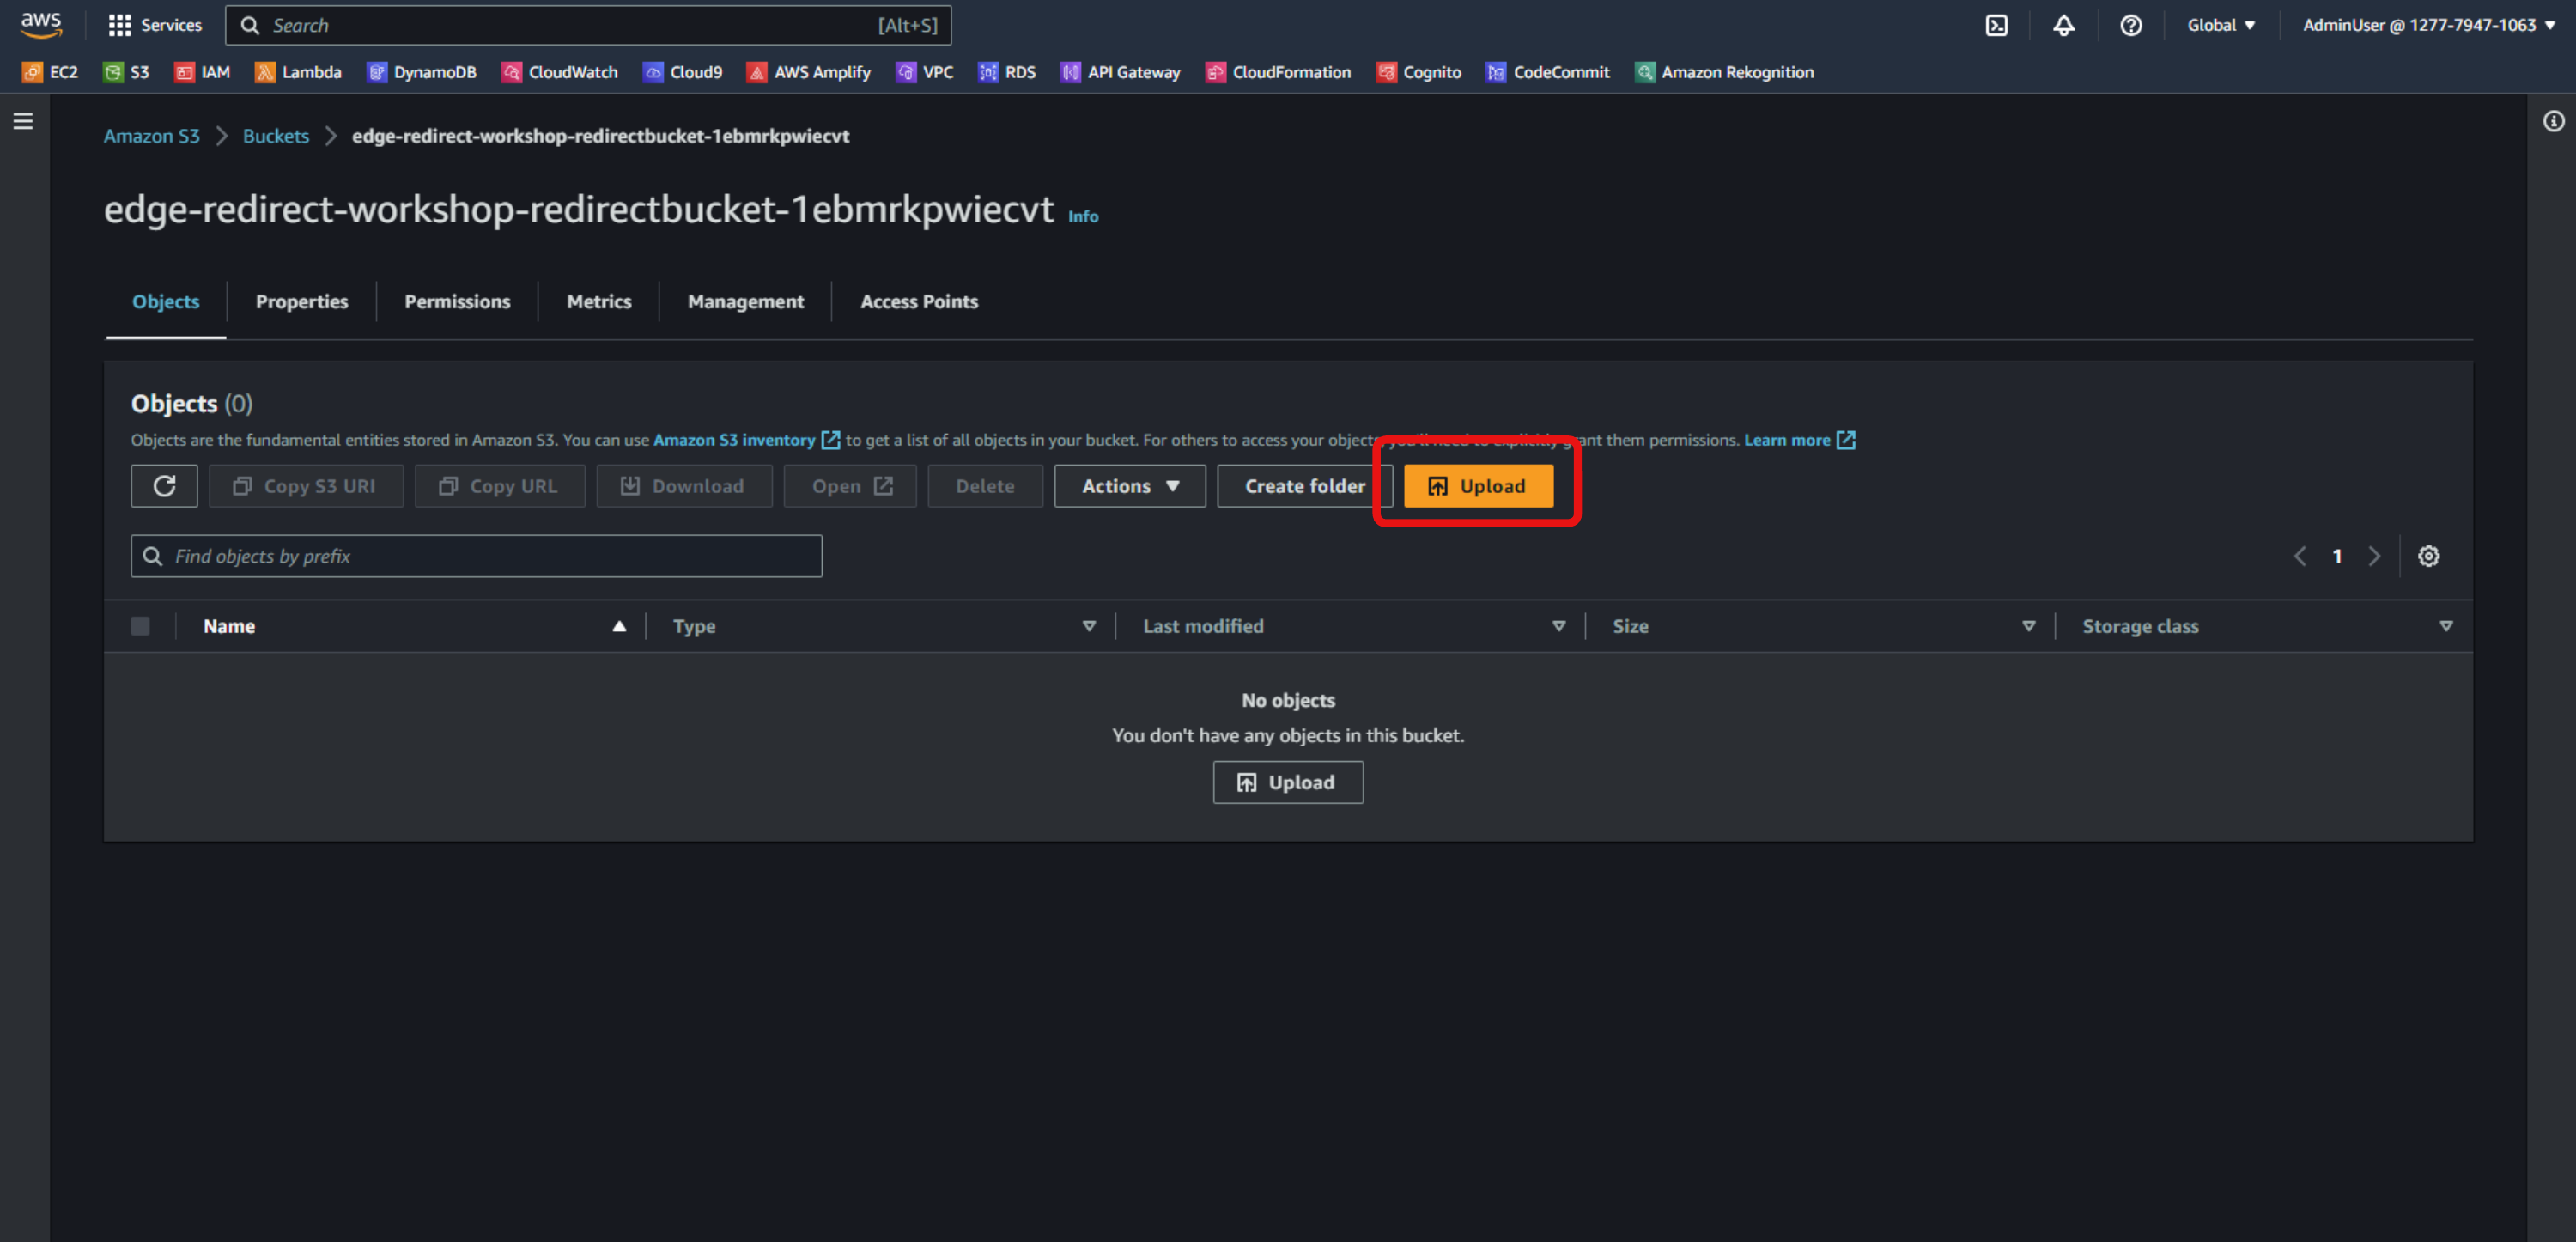 aws Services Search [Alt+S] Global AdminUser @ 1277-7947-1063
EC2 S3 IAM Lambda DynamoDB CloudWatch Cloud9 AWS Amplify VPC RDS API Gateway CloudFormation Cognito CodeCommit Amazon Rekognition
Amazon S3 Buckets edge-redirect-workshop-redirectbucket-1ebmrkpwiecvt
edge-redirect-workshop-redirectbucket-1ebmrkpwiecvt Info
Objects Properties Permissions Metrics Management Access Points
Objects (0)
Objects are the fundamental entities stored in Amazon S3. You can use Amazon S3 inventory to get a list of all objects in your bucket. For others to access your objects, you'll need to explicitly grant them permissions. Learn more
Copy S3 URI Copy URL Download Open Delete Actions Create folder Upload
Find objects by prefix 1
Name Type Last modified Size Storage class
No objects
You don't have any objects in this bucket.
Upload